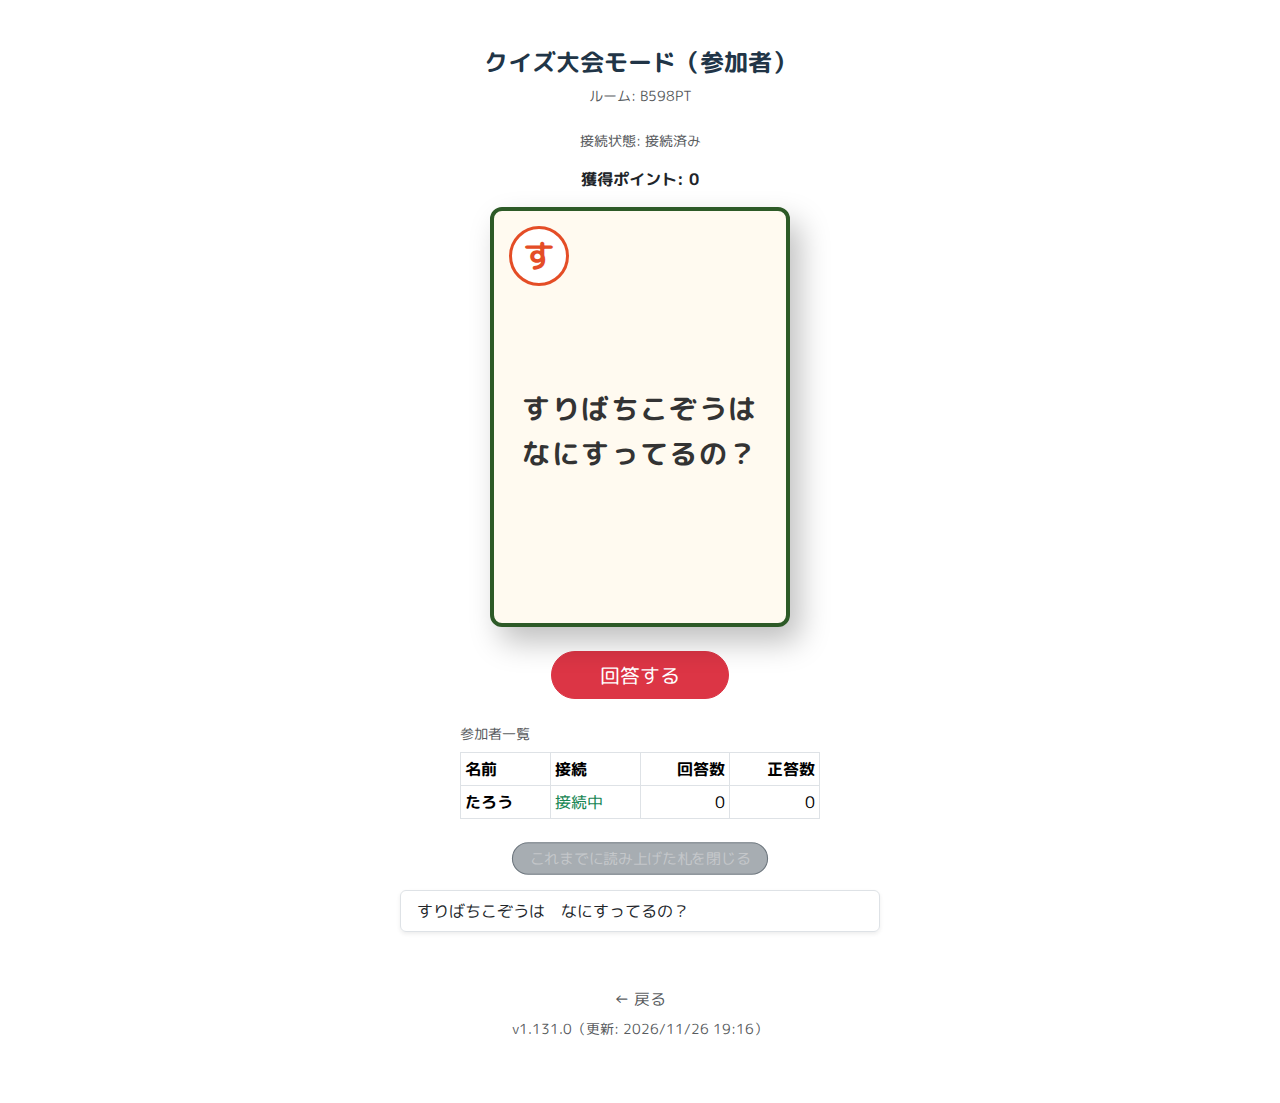 クイズ大会モード（参加者）
ルーム: B598PT
接続状態: 接続済み
獲得ポイント: 0
す
すりばちこぞうは
なにすってるの？
回答する
参加者一覧
名前 接続 回答数 正答数
たろう 接続中 0 0
これまでに読み上げた札を閉じる
すりばちこぞうは　なにすってるの？
← 戻る
v1.131.0（更新: 2026/11/26 19:16）